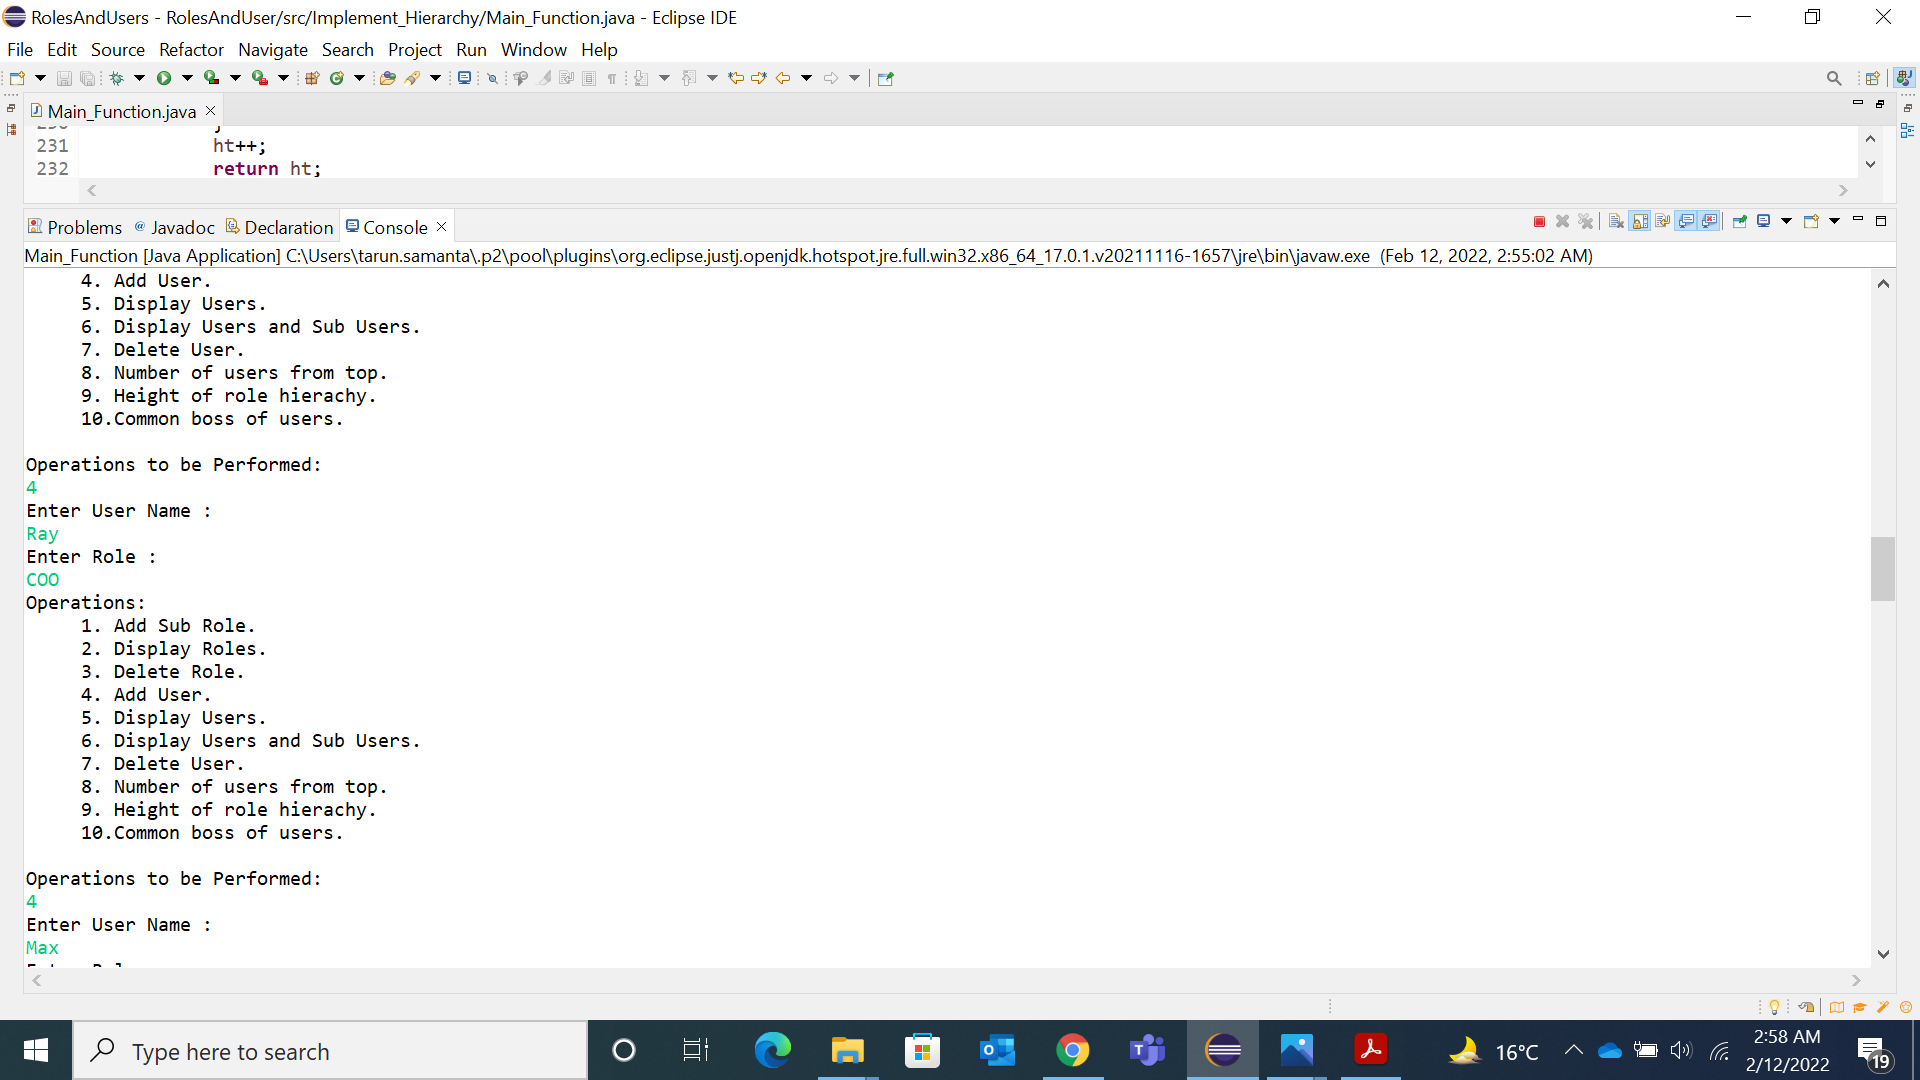 RolesAndUsers - RolesAndUser/src/Implement_Hierarchy/Main_Function.java - Eclipse IDE
File Edit Source Refactor Navigate Search Project Run Window Help
Main_Function.java
231 ht++;
232 return ht;
Problems Javadoc Declaration Console
Main_Function [Java Application] C:\Users\tarun.samanta\.p2\pool\plugins\org.eclipse.justj.openjdk.hotspot.jre.full.win32.x86_64_17.0.1.v20211116-1657\jre\bin\javaw.exe (Feb 12, 2022, 2:55:02 AM)
4. Add User.
5. Display Users.
6. Display Users and Sub Users.
7. Delete User.
8. Number of users from top.
9. Height of role hierachy.
10.Common boss of users.
Operations to be Performed:
4
Enter User Name :
Ray
Enter Role :
COO
Operations:
1. Add Sub Role.
2. Display Roles.
3. Delete Role.
4. Add User.
5. Display Users.
6. Display Users and Sub Users.
7. Delete User.
8. Number of users from top.
9. Height of role hierachy.
10.Common boss of users.
Operations to be Performed:
4
Enter User Name :
Max
Type here to search
16°C
2:58 AM
2/12/2022
19